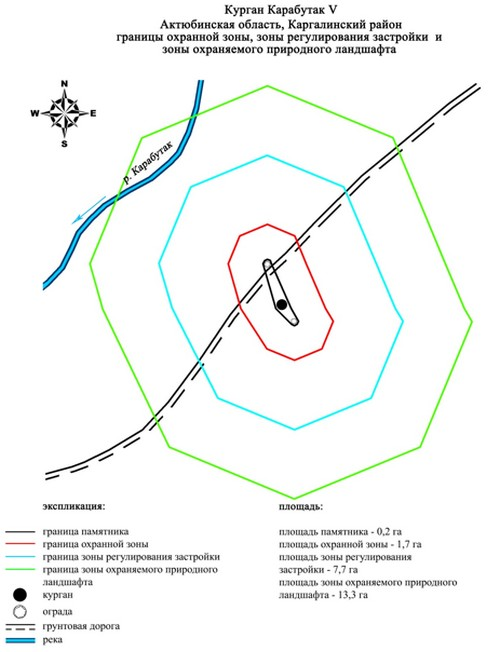 Курган Карабутак V
Актюбинская область, Каргалинский район
границы охранной зоны, зоны регулирования застройки и
зоны охраняемого природного ландшафта
N
W E
S
р. Карабутак
экспликация:
граница памятника
граница охранной зоны
граница зоны регулирования застройки
граница зоны охраняемого природного
ландшафта
курган
ограда
грунтовая дорога
река
площадь:
площадь памятника - 0,2 га
площадь охранной зоны - 1,7 га
площадь зоны регулирования
застройки - 7,7 га
площадь зоны охраняемого природного
ландшафта - 13,3 га